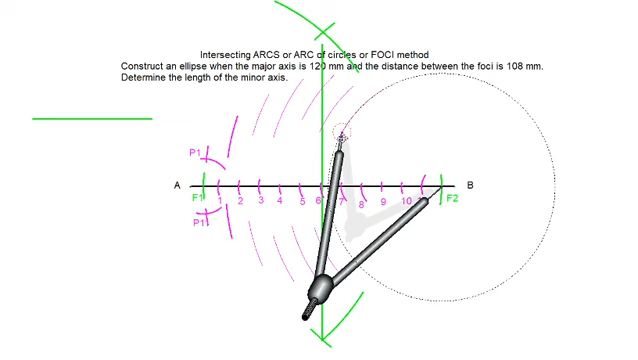 Intersecting ARCS or ARC of circles or FOCI method
Construct an ellipse when the major axis is 120 mm and the distance between the foci is 108 mm.
Determine the length of the minor axis.
P1
A
B
F1
1
2
3
4
5
6
7
8
9
10
F2
P1